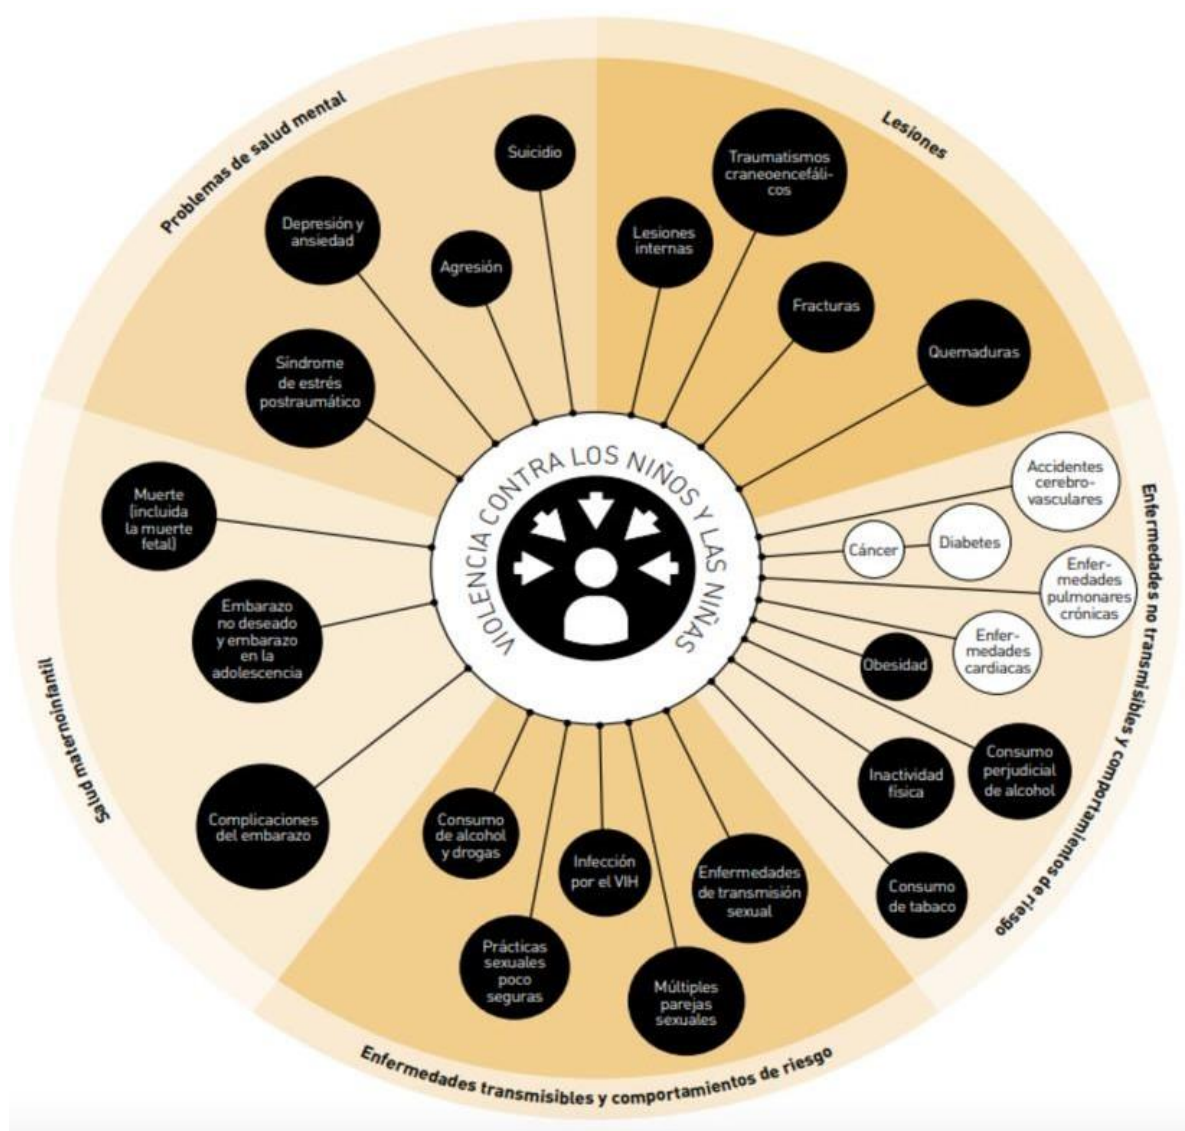 Problemas de salud mental
Suicidio
Depresión y
ansiedad
Agresión
Síndrome
de estrés
postraumático
Lesiones
Traumatismos
craneoencefáli-
cos
Lesiones
internas
Fracturas
Quemaduras
VIOLENCIA CONTRA LOS NIÑOS Y LAS NIÑAS
Enfermedades no transmisibles y comportamientos de riesgo
Accidentes
cerebro-
vasculares
Cáncer
Diabetes
Enfer-
medades
pulmonares
crónicas
Enfer-
medades
cardiacas
Obesidad
Consumo
perjudicial
de alcohol
Inactividad
física
Consumo
de tabaco
Enfermedades transmisibles y comportamientos de riesgo
Enfermedades
de transmisión
sexual
Múltiples
parejas
sexuales
Infección
por el VIH
Prácticas
sexuales
poco
seguras
Consumo
de alcohol
y drogas
Salud maternoinfantil
Muerte
(incluida
la muerte
fetal)
Embarazo
no deseado
y embarazo
en la
adolescencia
Complicaciones
del embarazo